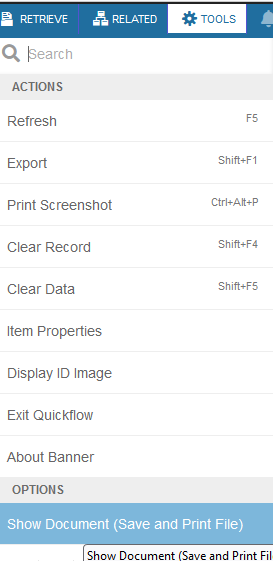 RETRIEVE RELATED TOOLS
Search
ACTIONS
Refresh F5
Export Shift+F1
Print Screenshot Ctrl+Alt+P
Clear Record Shift+F4
Clear Data Shift+F5
Item Properties
Display ID Image
Exit Quickflow
About Banner
OPTIONS
Show Document (Save and Print File)
Show Document (Save and Print Fil